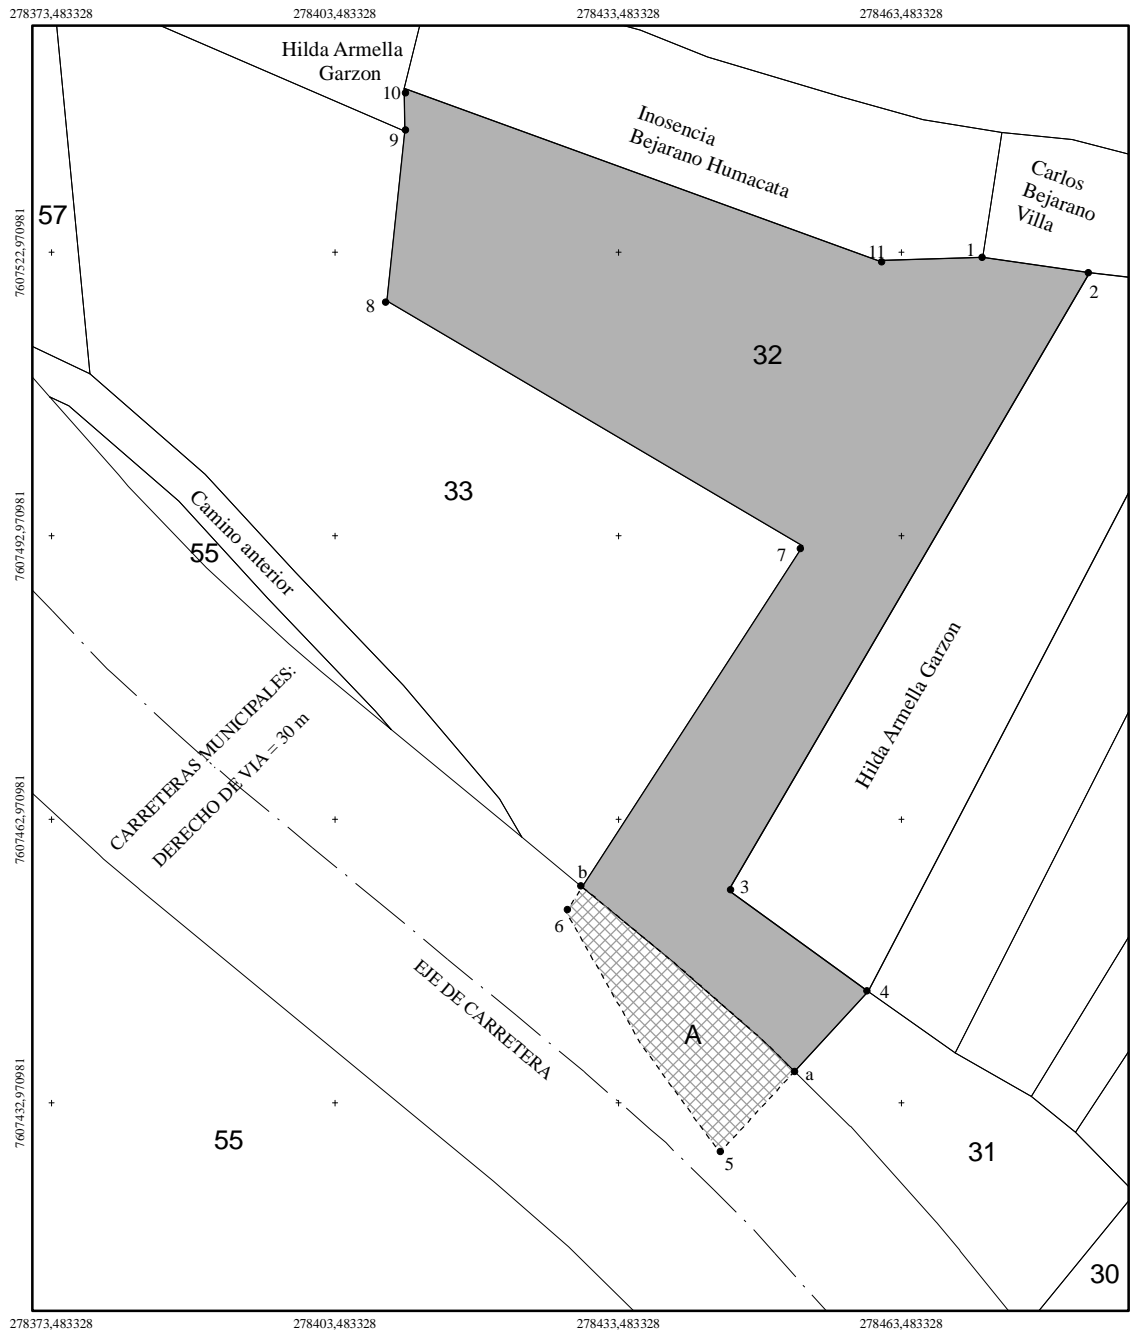 278373,483328
278403,483328
278433,483328
278463,483328
Hilda Armella
Garzon
10
9
Inosencia
Bejarano Humacata
Carlos
Bejarano
Villa
57
7607522,970981
11
1
2
8
32
33
7607492,970981
Camino anterior
55
7
Hilda Armella Garzon
CARRETERAS MUNICIPALES:
DERECHO DE VIA = 30 m
7607462,970981
b
3
6
EJE DE CARRETERA
4
A
a
7607432,970981
55
5
31
30
278373,483328
278403,483328
278433,483328
278463,483328